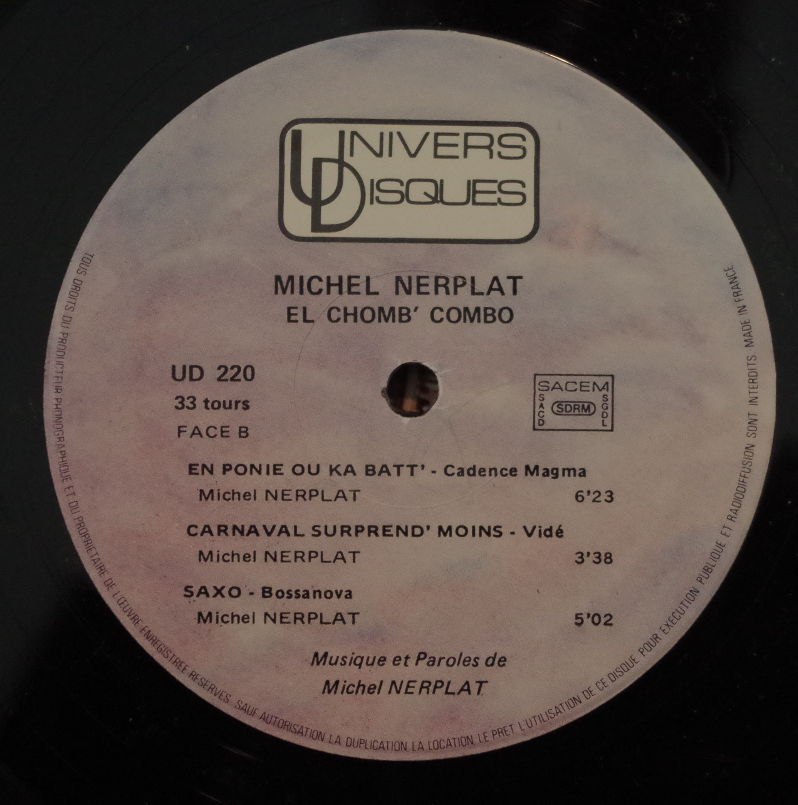 UNIVERS
DISQUES
MICHEL NERPLAT
EL CHOMB' COMBO
UD 220
33 tours
FACE B
SACEM
SACD
SDRM
SGDL
EN PONIE OU KA BATT' - Cadence Magma
Michel NERPLAT 6'23
CARNAVAL SURPREND' MOINS - Vidé
Michel NERPLAT 3'38
SAXO - Bossanova
Michel NERPLAT 5'02
Musique et Paroles de
Michel NERPLAT
TOUS DROITS DU PRODUCTEUR PHONOGRAPHIQUE ET DU PROPRIETAIRE DE L'ŒUVRE ENREGISTREE RESERVES. SAUF AUTORISATION LA DUPLICATION LA LOCATION LE PRET L'UTILISATION DE CE DISQUE POUR EXECUTION PUBLIQUE ET RADIODIFFUSION SONT INTERDITS MADE IN FRANCE